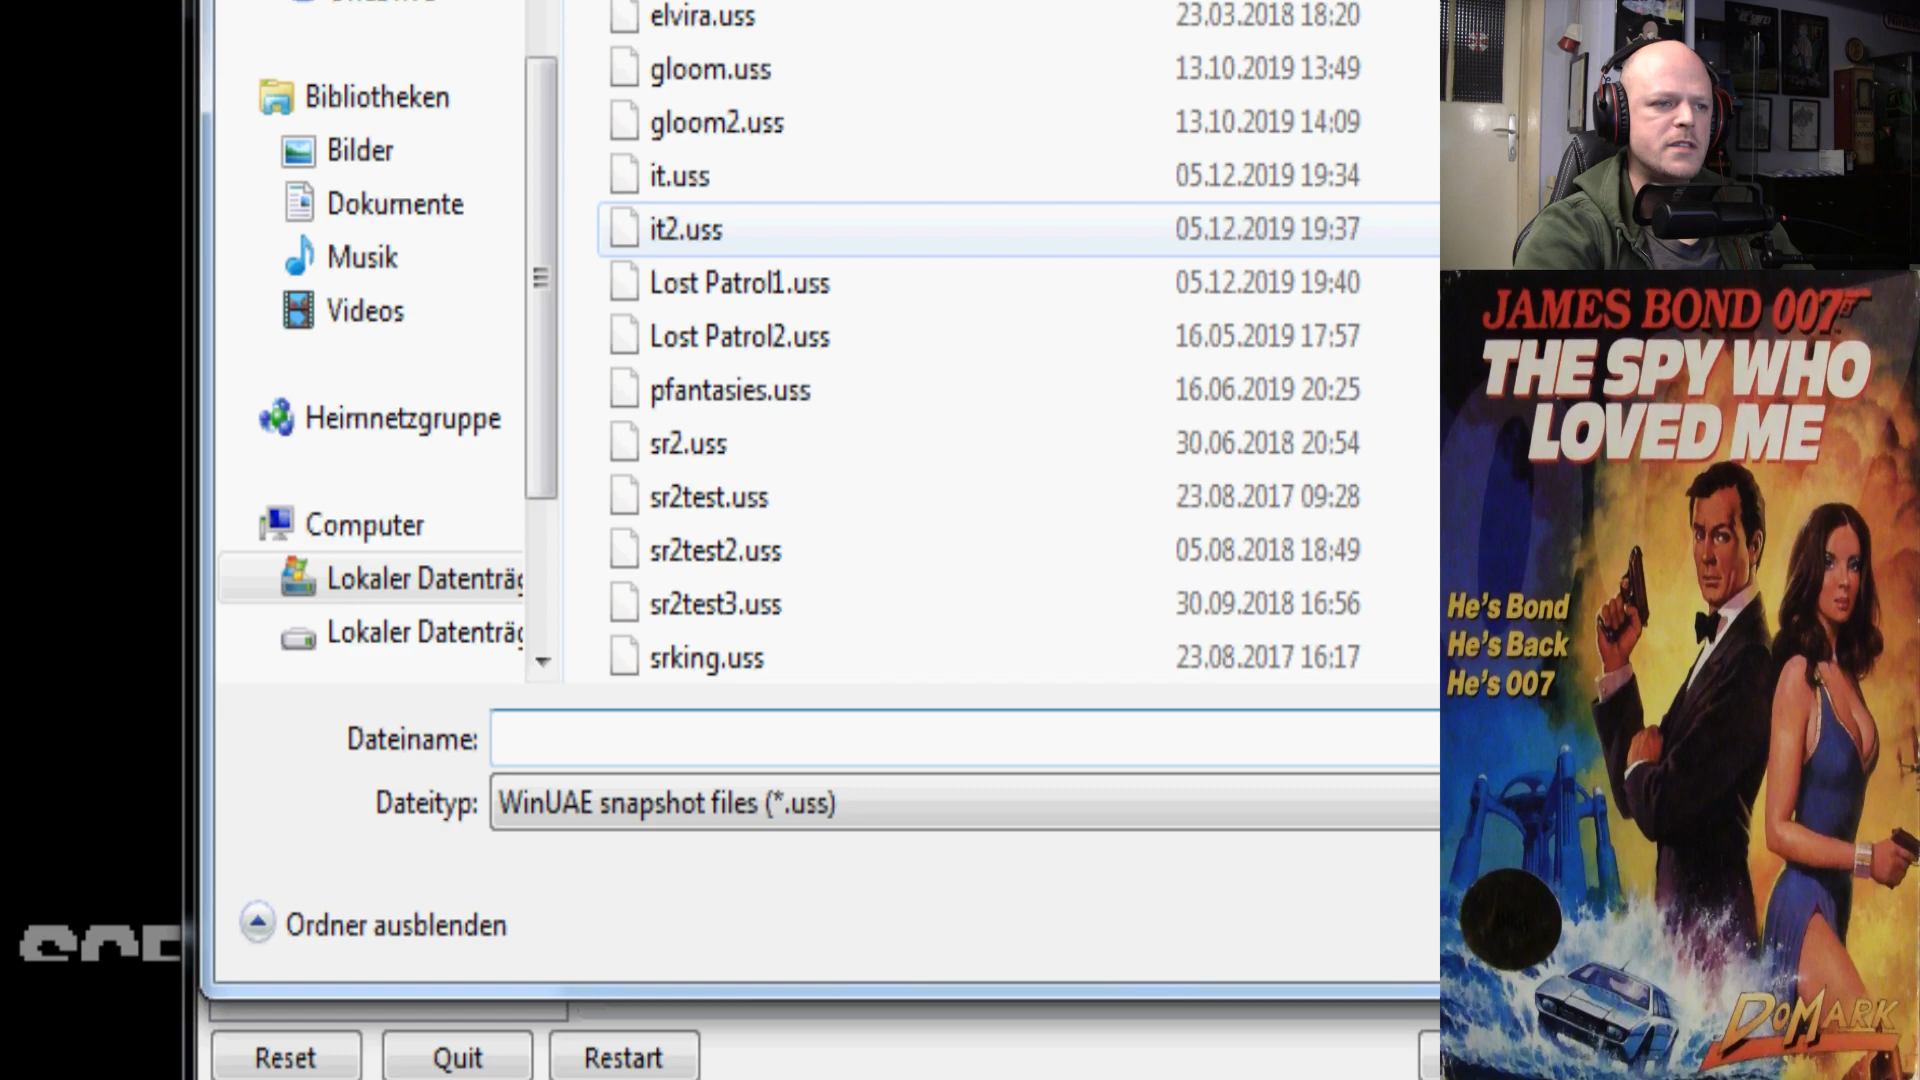 elvira.uss 23.03.2018 18:20
gloom.uss 13.10.2019 13:49
Bibliotheken
gloom2.uss 13.10.2019 14:09
Bilder
it.uss 05.12.2019 19:34
Dokumente
it2.uss 05.12.2019 19:37
Musik
Lost Patrol1.uss 05.12.2019 19:40
Videos
Lost Patrol2.uss 16.05.2019 17:57
pfantasies.uss 16.06.2019 20:25
Heimnetzgruppe
sr2.uss 30.06.2018 20:54
sr2test.uss 23.08.2017 09:28
Computer
sr2test2.uss 05.08.2018 18:49
Lokaler Datenträg
sr2test3.uss 30.09.2018 16:56
Lokaler Datenträg
srking.uss 23.08.2017 16:17
Dateiname:
Dateityp: WinUAE snapshot files (*.uss)
Ordner ausblenden
Reset Quit Restart
JAMES BOND 007
THE SPY WHO
LOVED ME
He's Bond
He's Back
He's 007
DOMARK